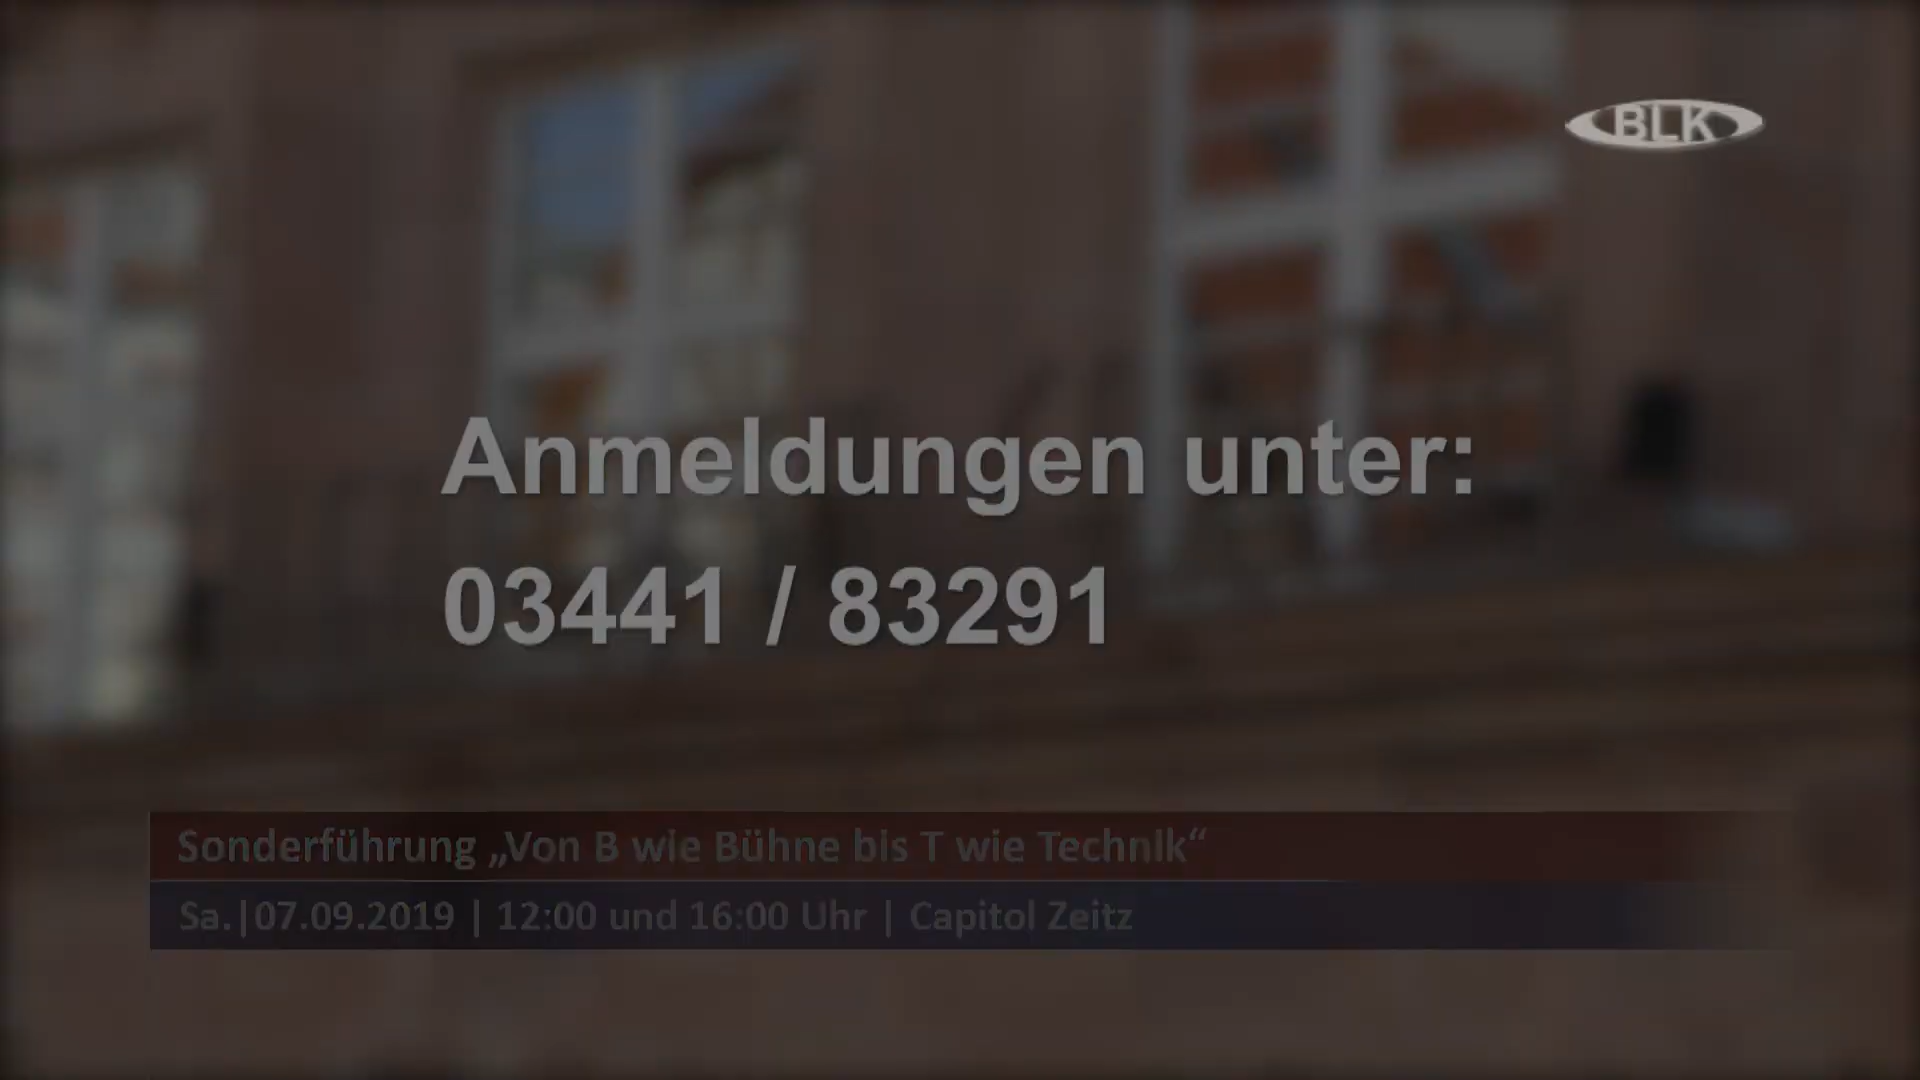 BLK
Anmeldungen unter:
03441 / 83291
Sonderführung „Von B wie Bühne bis T wie TechnIk“
Sa.|07.09.2019 | 12:00 und 16:00 Uhr | Capitol Zeitz